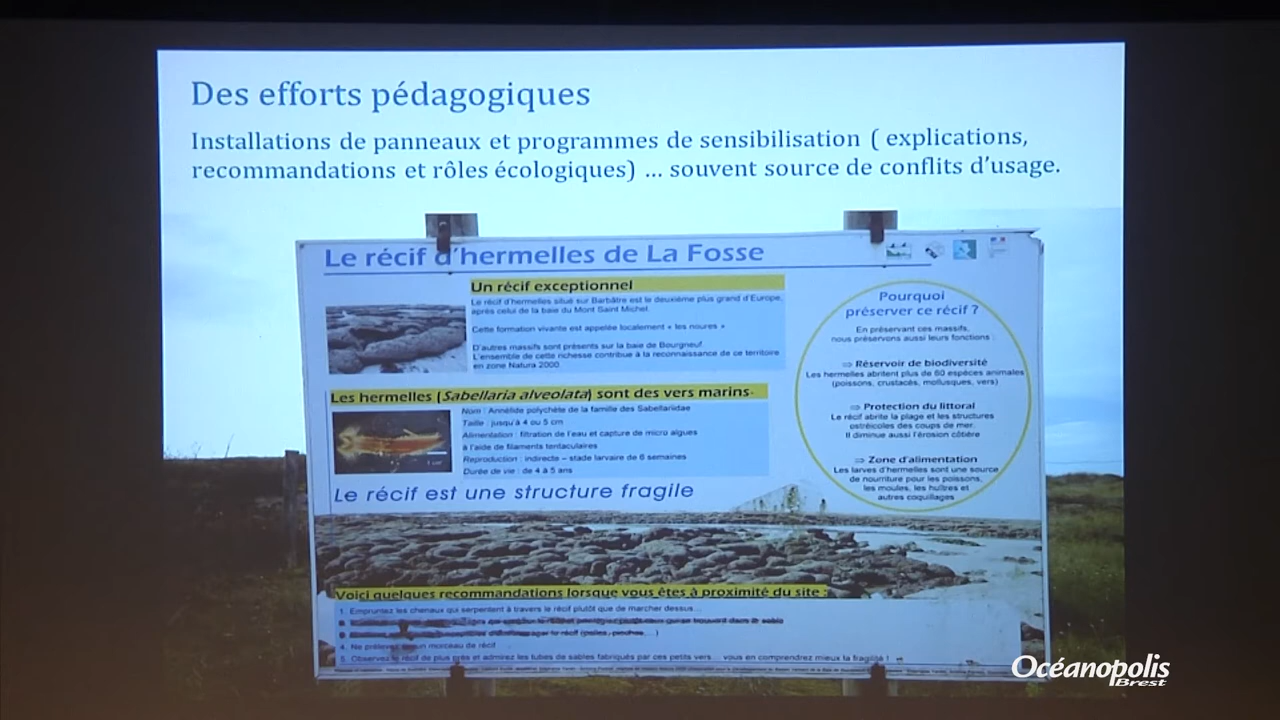 Des efforts pédagogiques
Installations de panneaux et programmes de sensibilisation ( explications,
recommandations et rôles écologiques) ... souvent source de conflits d'usage.
Le récif d'hermelles de La Fosse
Un récif exceptionnel
Le récif d'hermelles situé sur Barbâtre est le deuxième plus grand d'Europe,
après celui de la baie du Mont Saint Michel.
Cette formation vivante est appelée localement « les noures »
D'autres massifs sont présents sur la baie de Bourgneuf.
L'ensemble de cette richesse contribue à la reconnaissance de ce territoire
en zone Natura 2000.
Les hermelles (Sabellaria alveolata) sont des vers marins
Nom : Annélide polychète de la famille des Sabellariidae
Taille : jusqu'à 4 ou 5 cm
Alimentation : filtration de l'eau et capture de micro algues
à l'aide de filaments tentaculaires
Reproduction : indirecte – stade larvaire de 6 semaines
Durée de vie : de 4 à 5 ans
Pourquoi
préserver ce récif ?
En préservant ces massifs,
nous préservons aussi leurs fonctions :
⇒ Réservoir de biodiversité
Les hermelles abritent plus de 60 espèces animales
(poissons, crustacés, mollusques, vers)
⇒ Protection du littoral
Le récif abrite la plage et les structures
ostréicoles des coups de mer.
Il diminue aussi l'érosion côtière
⇒ Zone d'alimentation
Les larves d'hermelles sont une source
de nourriture pour les poissons,
les moules, les huîtres et
autres coquillages
Le récif est une structure fragile
Voici quelques recommandations lorsque vous êtes à proximité du site :
1. Empruntez les chenaux qui serpentent à travers le récif plutôt que de marcher dessus...
trouvant dans le sable
le récif (pelles, pioches, ...)
4. Ne prélevez aucun morceau de récif
5. Observez le récif de plus près et admirez les tubes de sables fabriqués par ces petits vers... vous en comprendrez mieux la fragilité !
Océanopolis
Brest